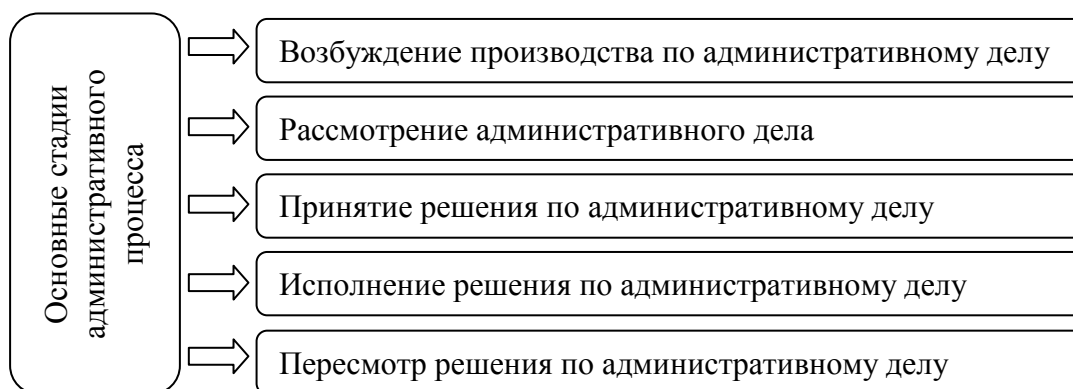 Основные стадии
административного
процесса
Возбуждение производства по административному делу
Рассмотрение административного дела
Принятие решения по административному делу
Исполнение решения по административному делу
Пересмотр решения по административному делу